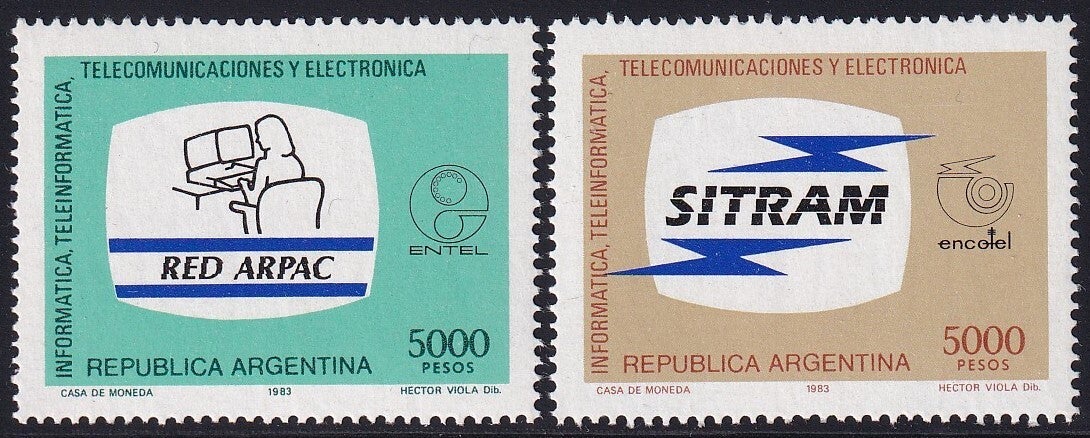 TELECOMUNICACIONES Y ELECTRONICA
INFORMATICA, TELEINFORMATICA,
RED ARPAC
ENTEL
5000
PESOS
REPUBLICA ARGENTINA
CASA DE MONEDA 1983 HECTOR VIOLA Dib.
TELECOMUNICACIONES Y ELECTRONICA
INFORMATICA, TELEINFORMATICA,
SITRAM
encotel
5000
PESOS
REPUBLICA ARGENTINA
CASA DE MONEDA 1983 HECTOR VIOLA Dib.